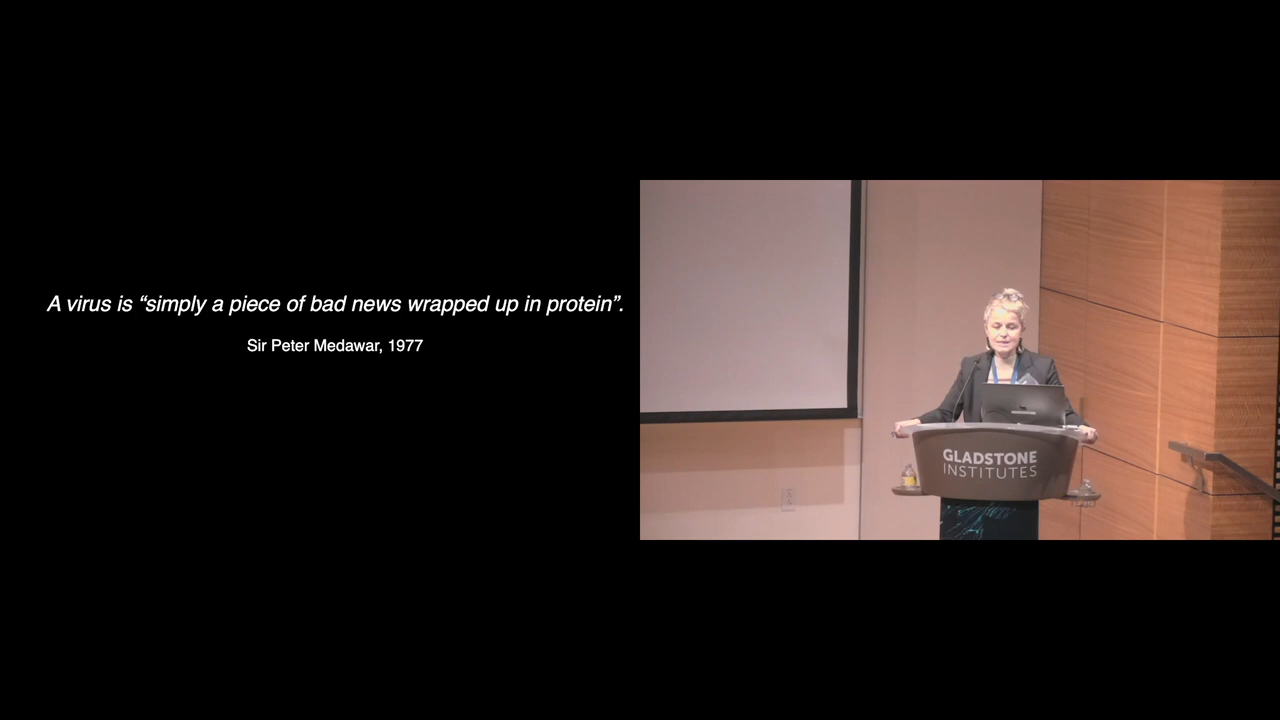 A virus is “simply a piece of bad news wrapped up in protein”.
Sir Peter Medawar, 1977
GLADSTONE
INSTITUTES